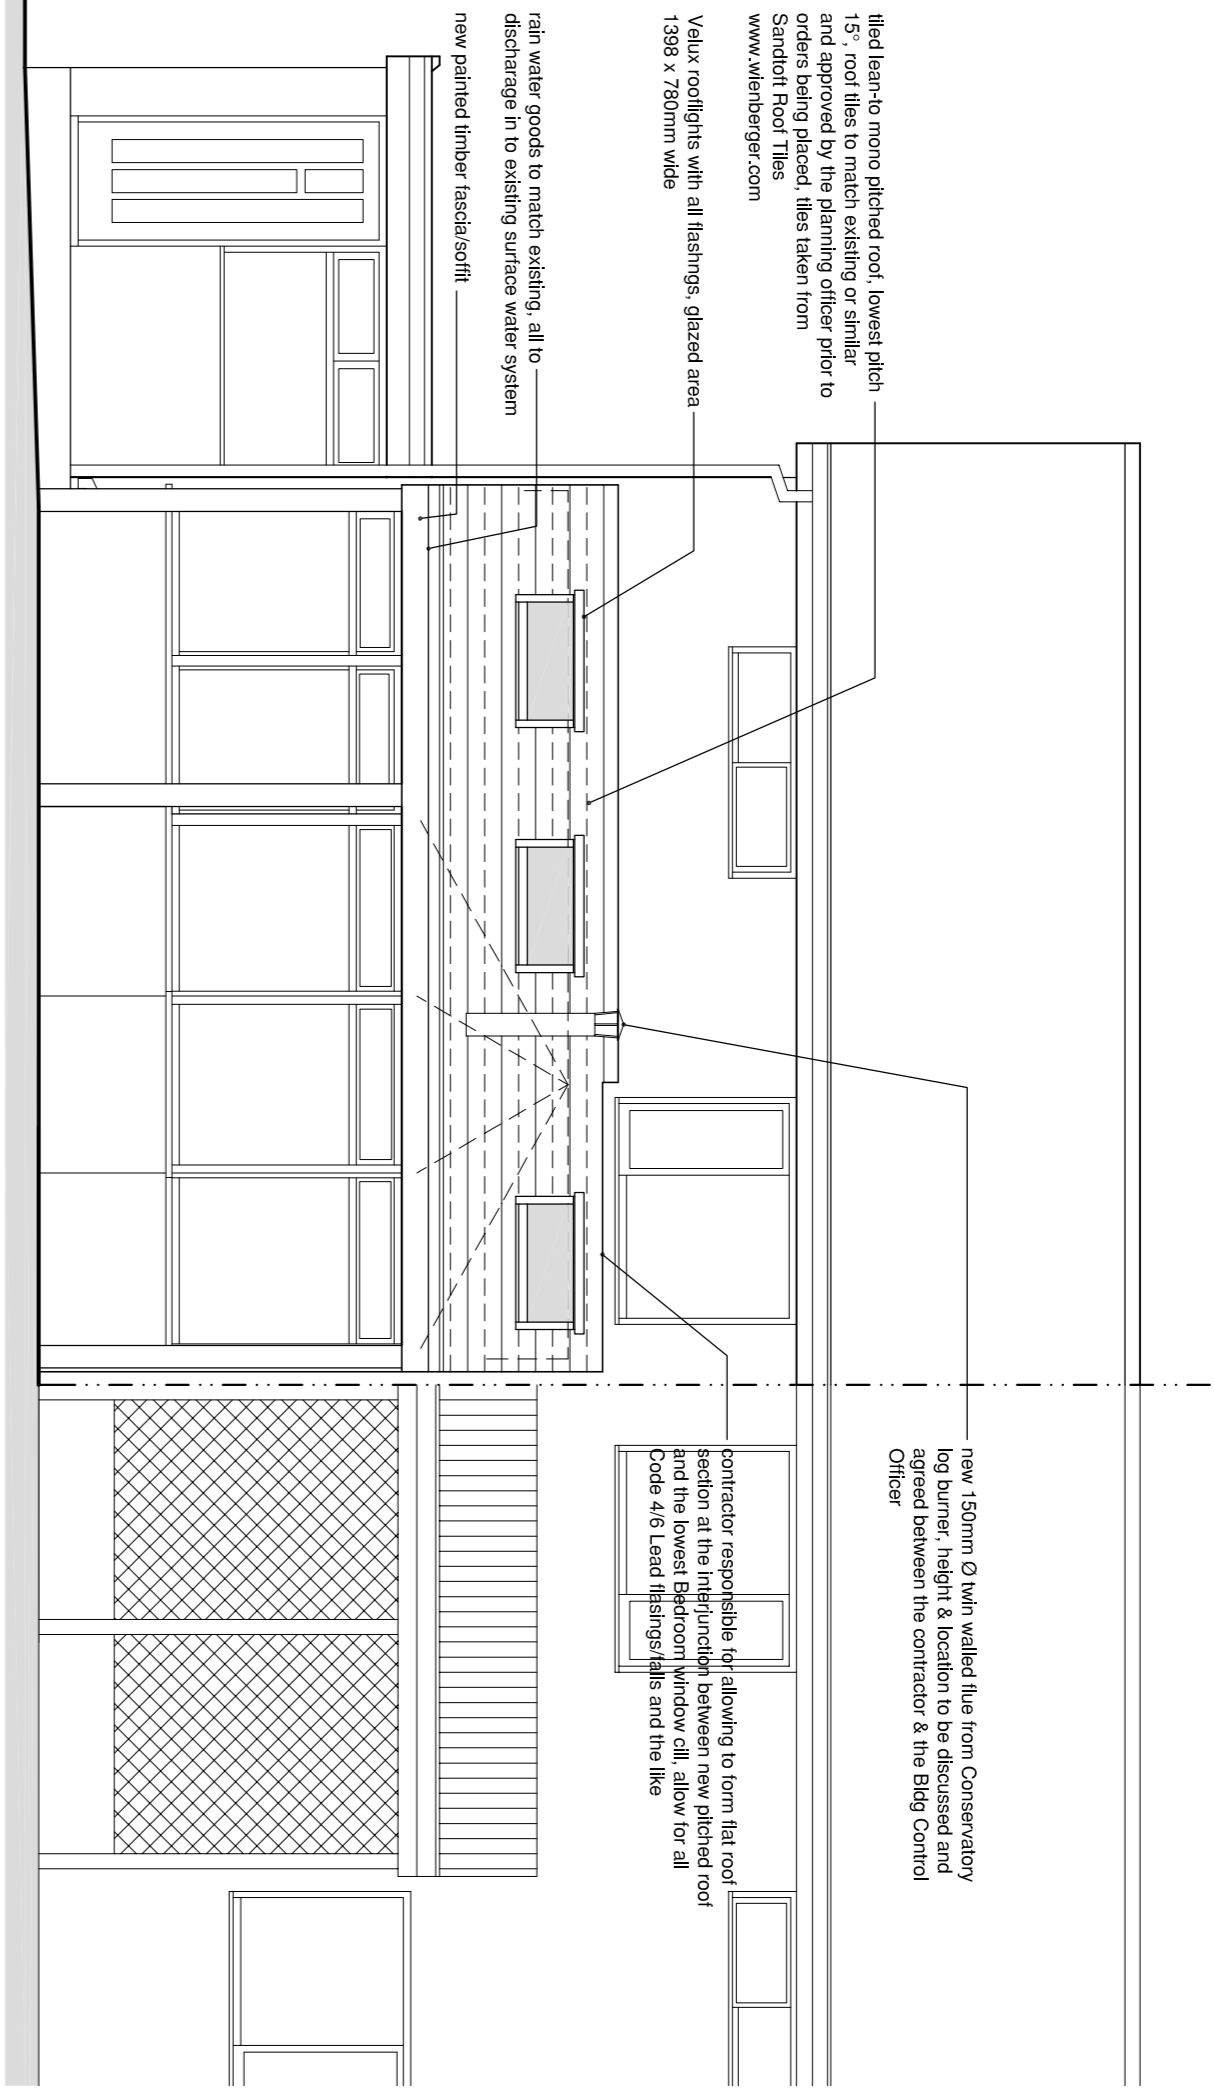 tiled lean-to mono pitched roof, lowest pitch
15°, roof tiles to match existing or similar
and approved by the planning officer prior to
orders being placed, tiles taken from
Sandtoft Roof Tiles
www.wienberger.com
Velux rooflights with all flashngs, glazed area
1398 x 780mm wide
rain water goods to match existing, all to
discharage in to existing surface water system
new painted timber fascia/soffit
new 150mm Ø twin walled flue from Conservatory
log burner, height & location to be discussed and
agreed between the contractor & the Bldg Control
Officer
contractor responsible for allowing to form flat roof
section at the interjunction between new pitched roof
and the lowest Bedroom window cill, allow for all
Code 4/6 Lead flasings/falls and the like